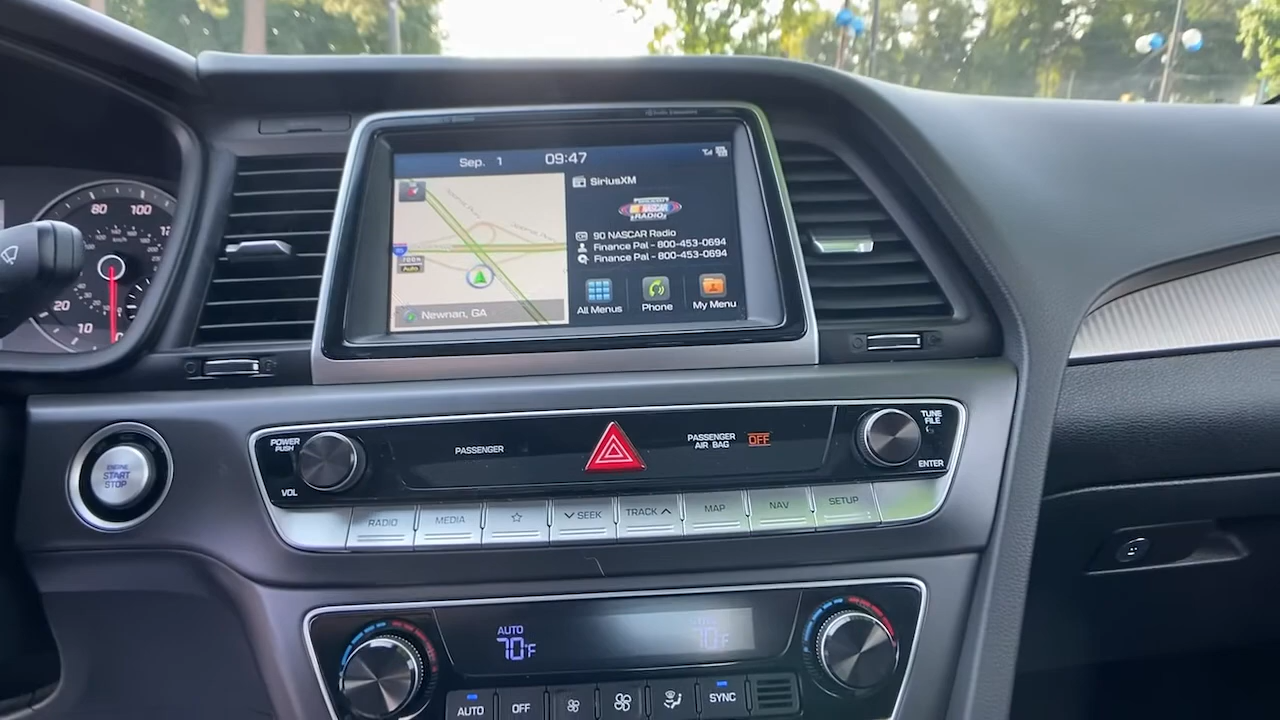 Sep. 1 09:47
SiriusXM
NASCAR
RADIO
90 NASCAR Radio
Finance Pal - 800-453-0694
Finance Pal - 800-453-0694
Auto
Newnan, GA
All Menus
Phone
My Menu
80 100
20
10
0
ENGINE
START
STOP
POWER
PUSH
VOL
PASSENGER
PASSENGER
AIR BAG
OFF
TUNE
FILE
ENTER
RADIO
MEDIA
SEEK
TRACK
MAP
NAV
SETUP
AUTO
70°F
70°F
AUTO
OFF
SYNC